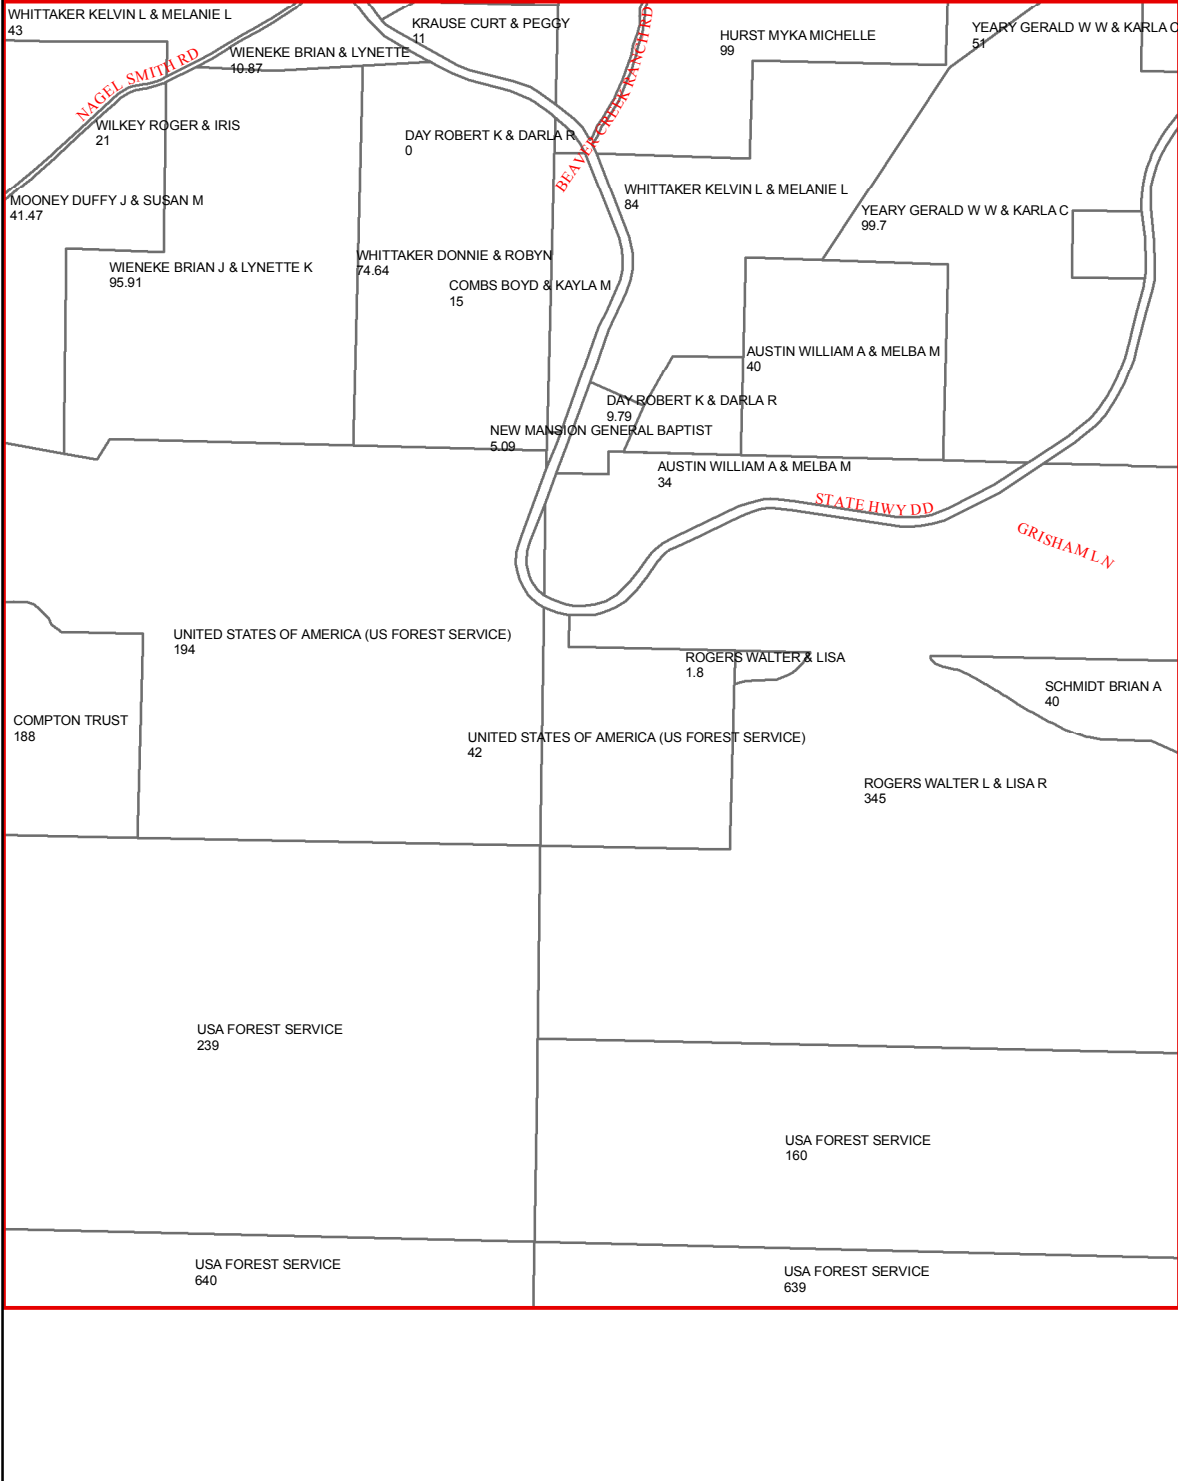 WHITTAKER KELVIN L & MELANIE L
43
KRAUSE CURT & PEGGY
11
YEARY GERALD W W & KARLA C
51
HURST MYKA MICHELLE
99
WIENEKE BRIAN & LYNETTE
10.87
NAGEL SMITH RD
BEAVER CREEK RANCH RD
WILKEY ROGER & IRIS
21
DAY ROBERT K & DARLA R
0
MOONEY DUFFY J & SUSAN M
41.47
WHITTAKER KELVIN L & MELANIE L
84
YEARY GERALD W W & KARLA C
99.7
WIENEKE BRIAN J & LYNETTE K
95.91
WHITTAKER DONNIE & ROBYN
74.64
COMBS BOYD & KAYLA M
15
AUSTIN WILLIAM A & MELBA M
40
DAY ROBERT K & DARLA R
9.79
NEW MANSION GENERAL BAPTIST
5.09
AUSTIN WILLIAM A & MELBA M
34
STATE HWY DD
GRISHAM LN
UNITED STATES OF AMERICA (US FOREST SERVICE)
194
ROGERS WALTER & LISA
1.8
SCHMIDT BRIAN A
40
COMPTON TRUST
188
UNITED STATES OF AMERICA (US FOREST SERVICE)
42
ROGERS WALTER L & LISA R
345
USA FOREST SERVICE
239
USA FOREST SERVICE
160
USA FOREST SERVICE
640
USA FOREST SERVICE
639